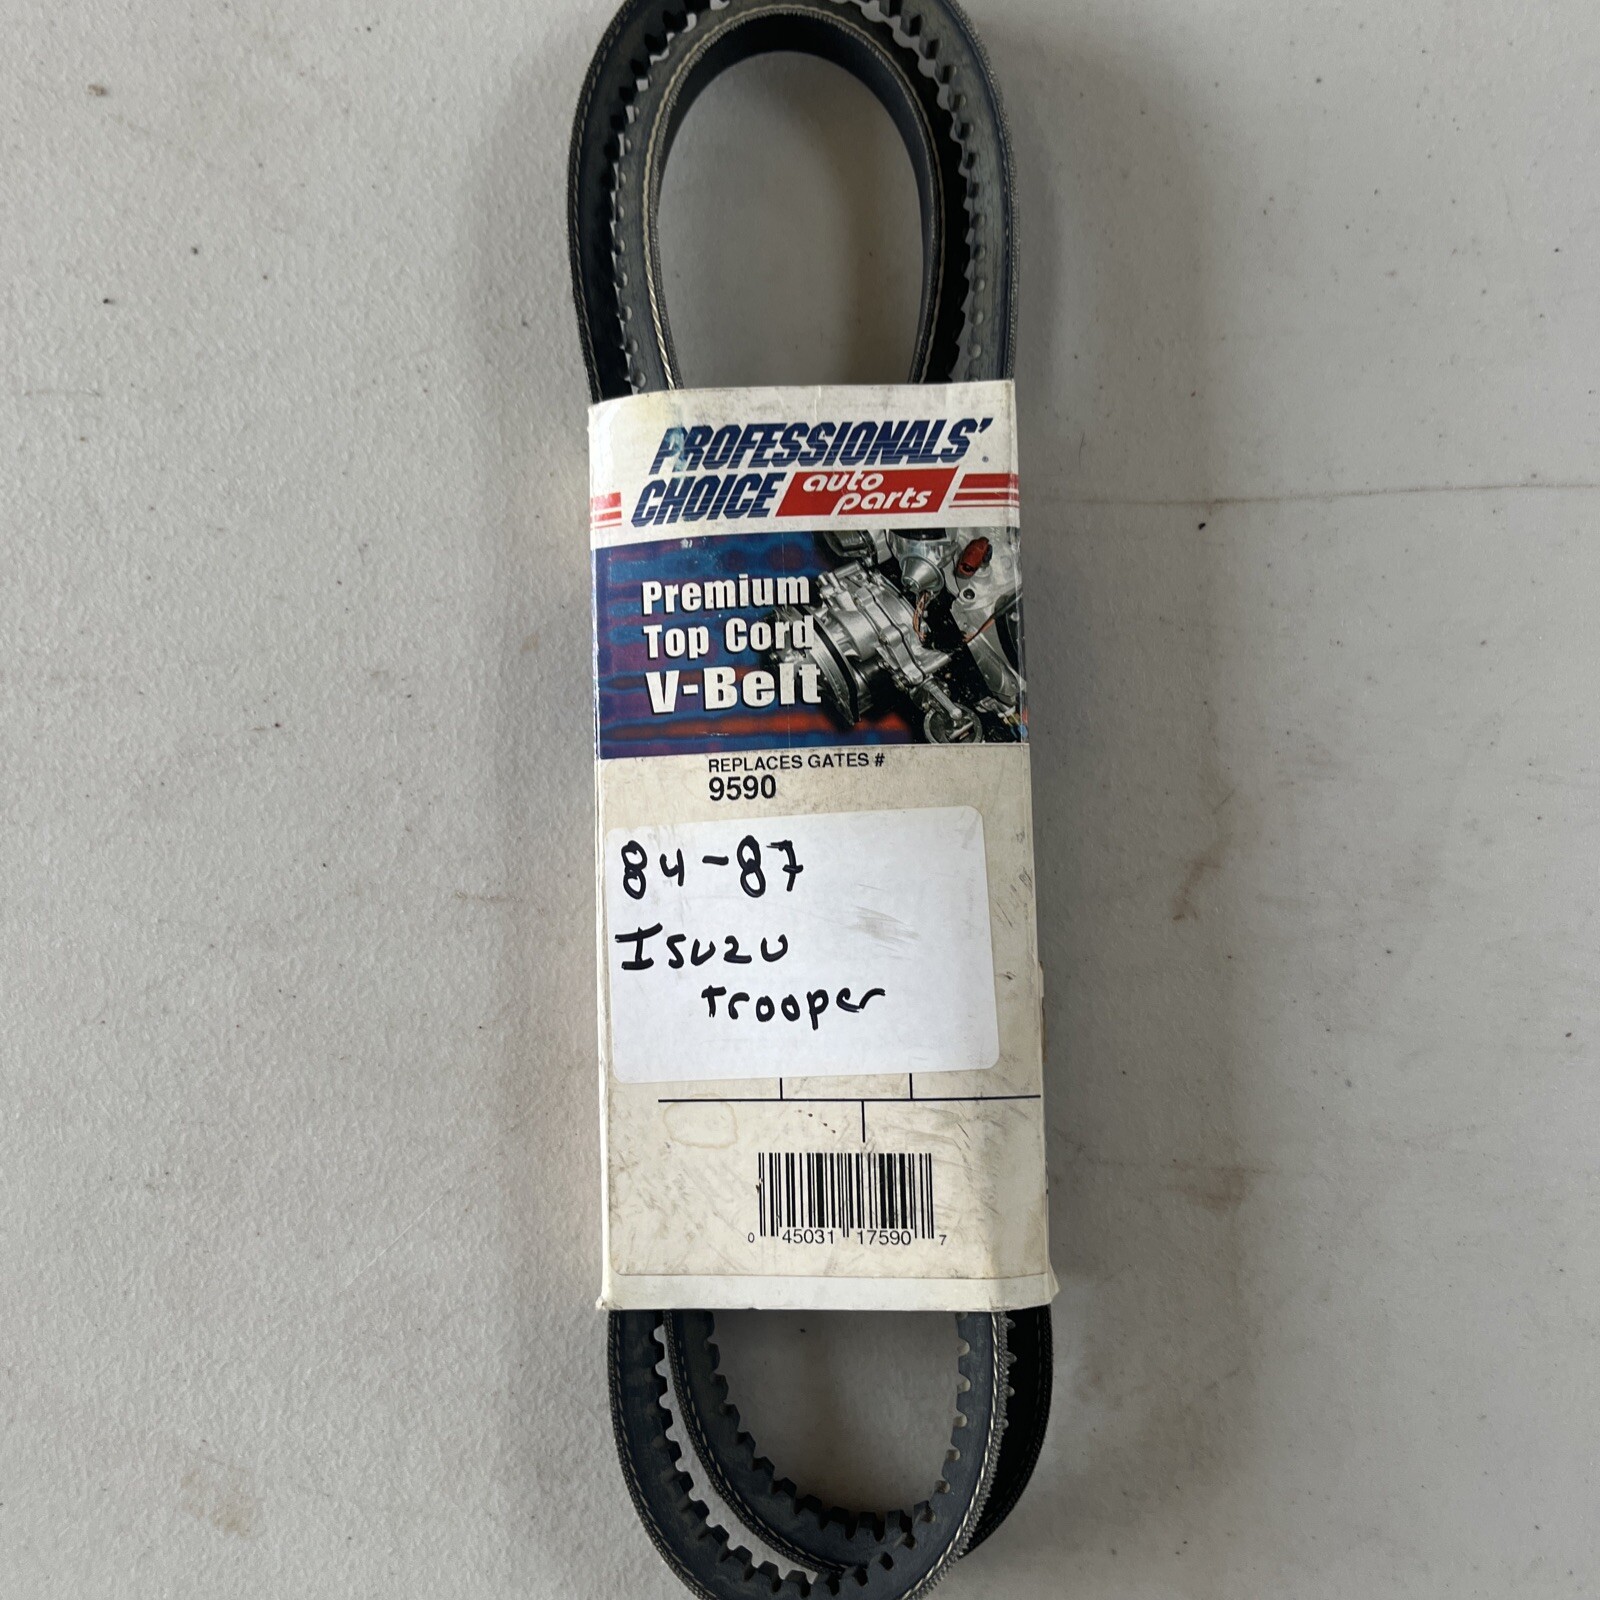 PROFESSIONALS'
CHOICE auto parts
Premium
Top Cord
V-Belt
REPLACES GATES #
9590
84-87
Isuzu
trooper
0 45031 17590 7